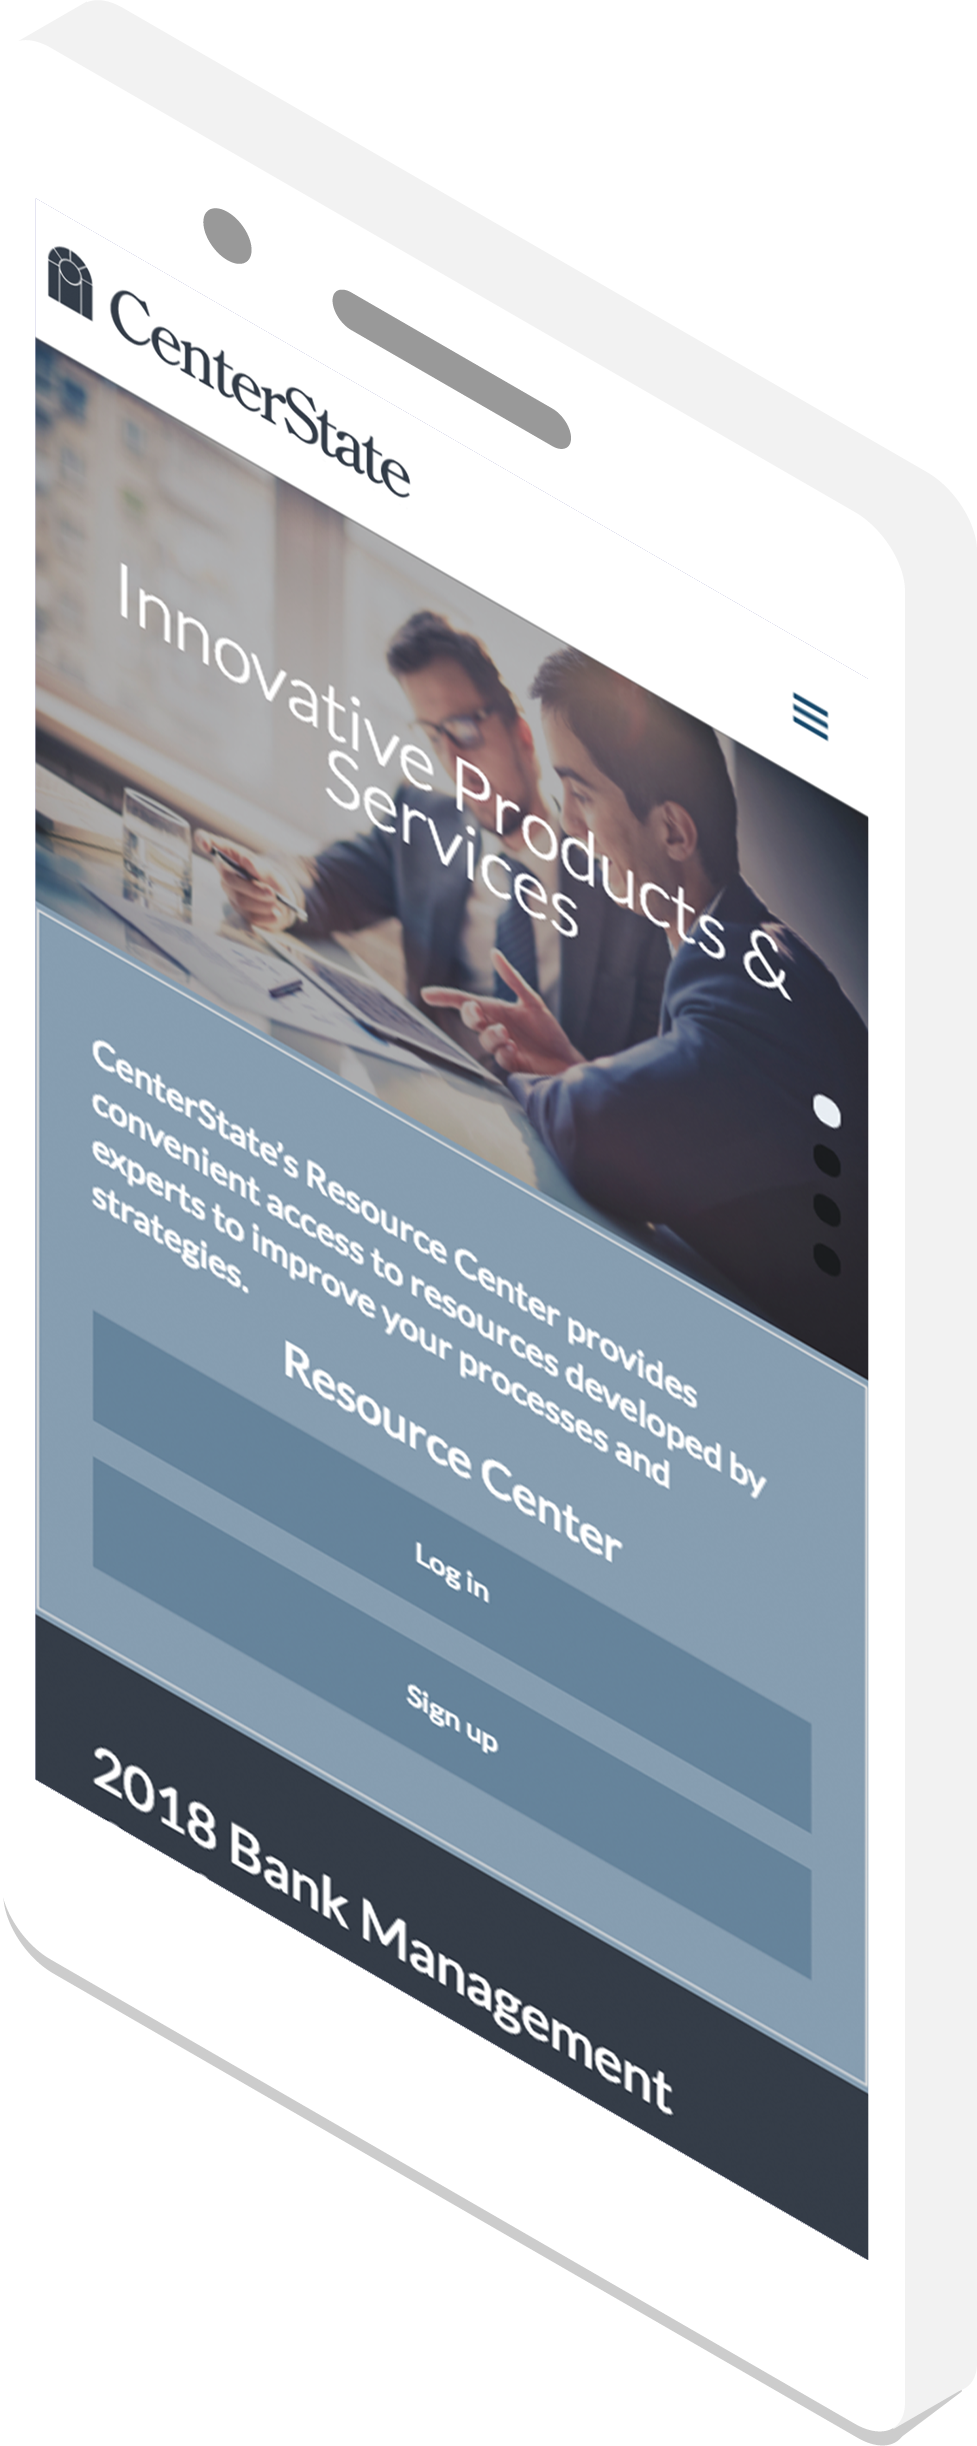 CenterState
Innovative Products &
Services
CenterState’s Resource Center provides
convenient access to resources developed by
experts to improve your processes and
strategies.
Resource Center
Log in
Sign up
2018 Bank Management